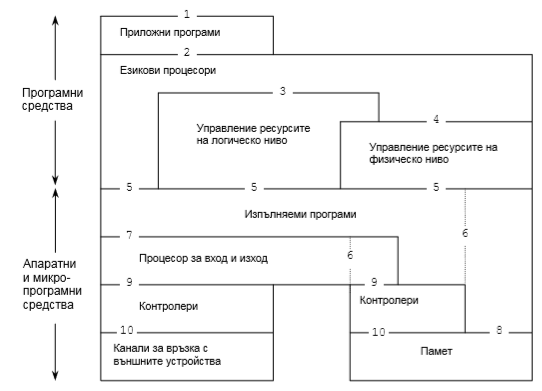 1
Приложни програми
2
Езикови процесори
Програмни
средства
3
Управление ресурсите
на логическо ниво
4
Управление ресурсите на
физическо ниво
5
5
5
Изпълняеми програми
7
6
6
Процесор за вход и изход
Апаратни
и микро-
програмни
средства
9
9
Контролери
Контролери
10
10
8
Канали за връзка с
външните устройства
Памет